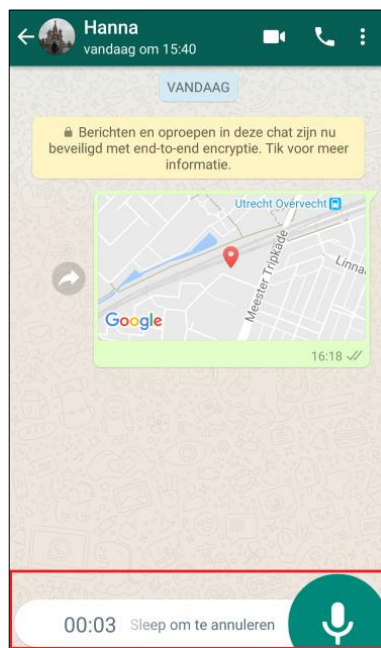 Hanna
vandaag om 15:40
VANDAAG
Berichten en oproepen in deze chat zijn nu
beveiligd met end-to-end encryptie. Tik voor meer
informatie.
Utrecht Overvecht
Meester Tripkade
Linna
Google
16:18
00:03 Sleep om te annuleren